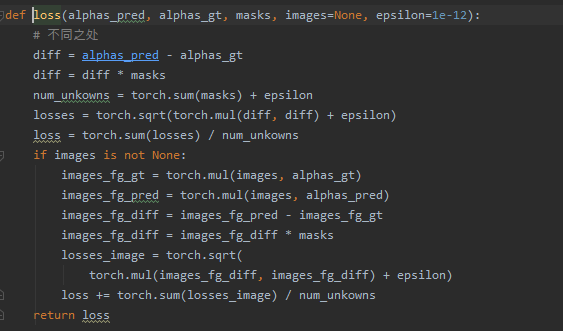 def loss(alphas_pred, alphas_gt, masks, images=None, epsilon=1e-12):
    # 不同之处
    diff = alphas_pred - alphas_gt
    diff = diff * masks
    num_unkowns = torch.sum(masks) + epsilon
    losses = torch.sqrt(torch.mul(diff, diff) + epsilon)
    loss = torch.sum(losses) / num_unkowns
    if images is not None:
        images_fg_gt = torch.mul(images, alphas_gt)
        images_fg_pred = torch.mul(images, alphas_pred)
        images_fg_diff = images_fg_pred - images_fg_gt
        images_fg_diff = images_fg_diff * masks
        losses_image = torch.sqrt(
            torch.mul(images_fg_diff, images_fg_diff) + epsilon)
        loss += torch.sum(losses_image) / num_unkowns
    return loss